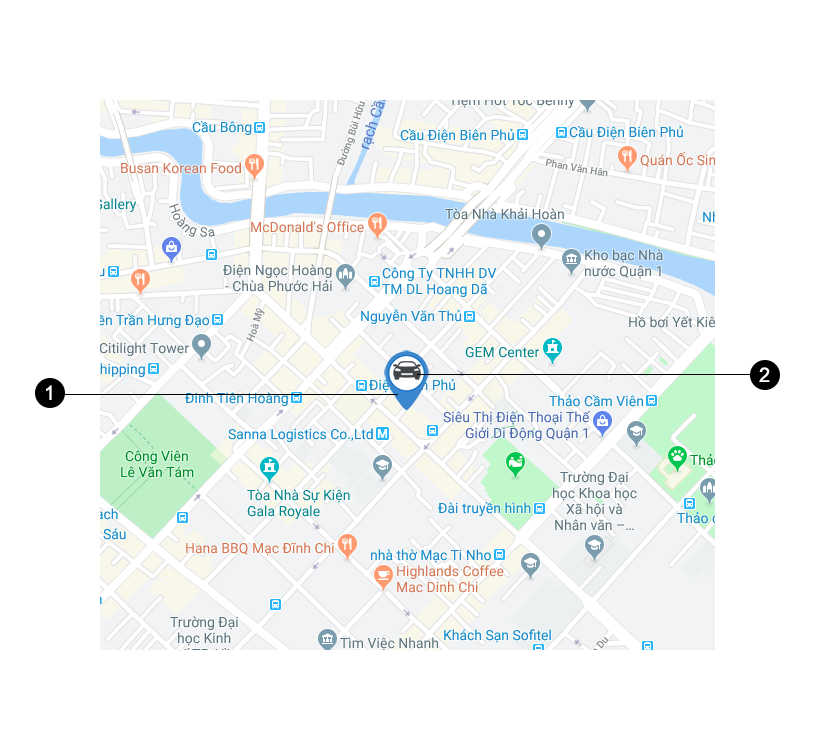 Tiệm Hót Tóc Benny
Cầu Bông
Đường Bùi Hữu
rạch Cầ
Cầu Điện Biên Phủ
Cầu Điện Biên Phủ
Busan Korean Food
Quán Ốc Sin
Phan Văn Hân
Gallery
Hoàng Sa
McDonald's Office
Tòa Nhà Khải Hoàn
Nh
Kho bạc Nhà
nước Quận 1
u
Điện Ngọc Hoàng
- Chùa Phước Hải
Công Ty TNHH DV
TM DL Hoang Dã
ền Trần Hưng Đạo
Hoà Mỹ
Nguyễn Văn Thủ
Hồ bơi Yết Kiê
Citilight Tower
GEM Center
hipping
2
1
Đinh Tiên Hoàng
Phủ
Thảo Cầm Viên
Siêu Thị Điện Thoại Thế
Giới Di Động Quận 1
Sanna Logistics Co.,Ltd
M
Công Viên
Lê Văn Tám
Thảo
Tòa Nhà Sự Kiện
Gala Royale
Trường Đại
học Khoa học
Xã hội và
Nhân văn –...
Đài truyền hình
ach
Sáu
Thảo c
Hana BBQ Mạc Đĩnh Chi
nhà thờ Mạc Ti Nho
Highlands Coffee
Mac Dinh Chi
Trường Đại
học Kinh
Tìm Việc Nhanh
Khách Sạn Sofitel
Du